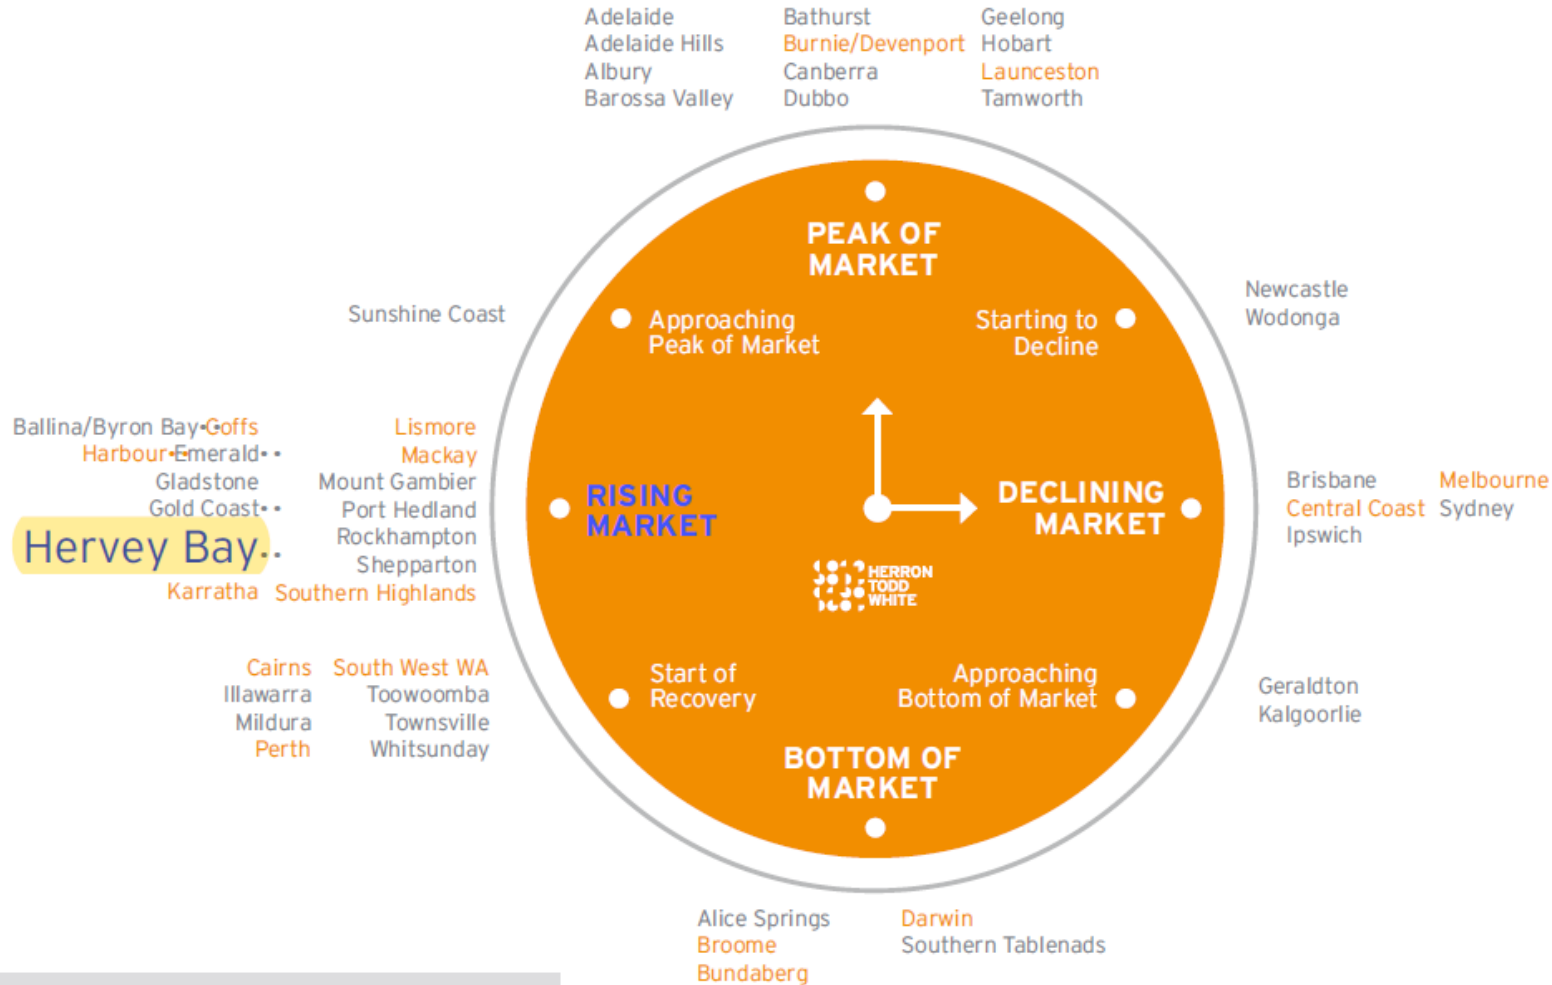 Adelaide
Adelaide Hills
Albury
Barossa Valley
Bathurst
Burnie/Devenport
Canberra
Dubbo
Geelong
Hobart
Launceston
Tamworth
PEAK OF
MARKET
Sunshine Coast
Approaching
Peak of Market
Starting to
Decline
Newcastle
Wodonga
Ballina/Byron Bay••Coffs
Harbour••Emerald••
Gladstone
Gold Coast••
Hervey Bay••
Karratha
Lismore
Mackay
Mount Gambier
Port Hedland
Rockhampton
Shepparton
Southern Highlands
RISING
MARKET
DECLINING
MARKET
Brisbane
Central Coast
Ipswich
Melbourne
Sydney
HERRON
TODD
WHITE
Cairns
Illawarra
Mildura
Perth
South West WA
Toowoomba
Townsville
Whitsunday
Start of
Recovery
Approaching
Bottom of Market
Geraldton
Kalgoorlie
BOTTOM OF
MARKET
Alice Springs
Broome
Bundaberg
Darwin
Southern Tablenads